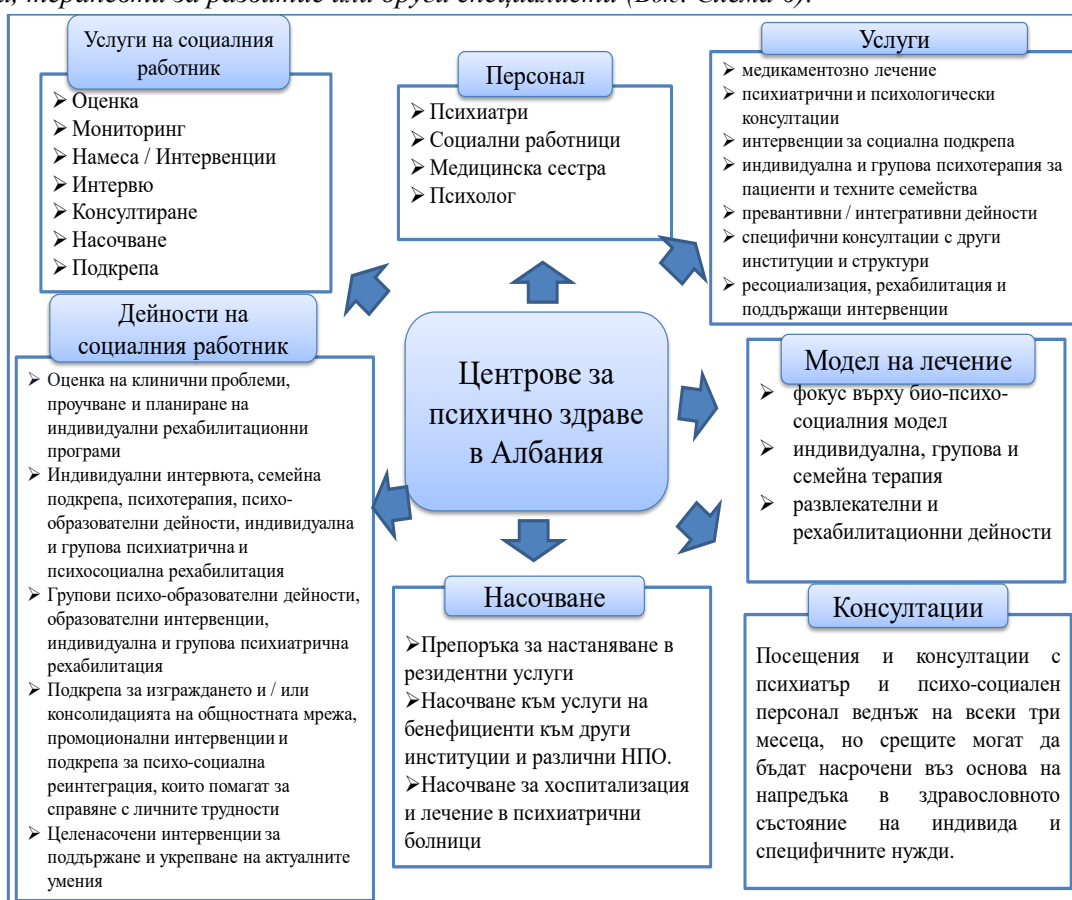 терапевти за развитие или други специалисти (Вж. Схема 6).
Услуги на социалния
работник
➢ Оценка
➢ Мониторинг
➢ Намеса / Интервенции
➢ Интервю
➢ Консултиране
➢ Насочване
➢ Подкрепа
Персонал
➢ Психиатри
➢ Социални работници
➢ Медицинска сестра
➢ Психолог
Услуги
➢ медикаментозно лечение
➢ психиатрични и психологически
консултации
➢ интервенции за социална подкрепа
➢ индивидуална и групова психотерапия за
пациенти и техните семейства
➢ превантивни / интегративни дейности
➢ специфични консултации с други
институции и структури
➢ ресоциализация, рехабилитация и
поддържащи интервенции
Дейности на
социалния работник
➢ Оценка на клинични проблеми,
проучване и планиране на
индивидуални рехабилитационни
програми
➢ Индивидуални интервюта, семейна
подкрепа, психотерапия, психо-
образователни дейности, индивидуална
и групова психиатрична и
психосоциална рехабилитация
➢ Групови психо-образователни дейности,
образователни интервенции,
индивидуална и групова психиатрична
рехабилитация
➢ Подкрепа за изграждането и / или
консолидацията на общностната мрежа,
промоционални интервенции и
подкрепа за психо-социална
реинтеграция, които помагат за
справяне с личните трудности
➢ Целенасочени интервенции за
поддържане и укрепване на актуалните
умения
Центрове за
психично здраве
в Албания
Модел на лечение
➢ фокус върху био-психо-
социалния модел
➢ индивидуална, групова и
семейна терапия
➢ развлекателни и
рехабилитационни дейности
Насочване
➢Препоръка за настаняване в
резидентни услуги
➢Насочване към услуги на
бенефициенти към други
институции и различни НПО.
➢Насочване за хоспитализация
и лечение в психиатрични
болници
Консултации
Посещения и консултации с
психиатър и психо-социален
персонал веднъж на всеки три
месеца, но срещите могат да
бъдат насрочени въз основа на
напредъка в здравословното
състояние на индивида и
специфичните нужди.